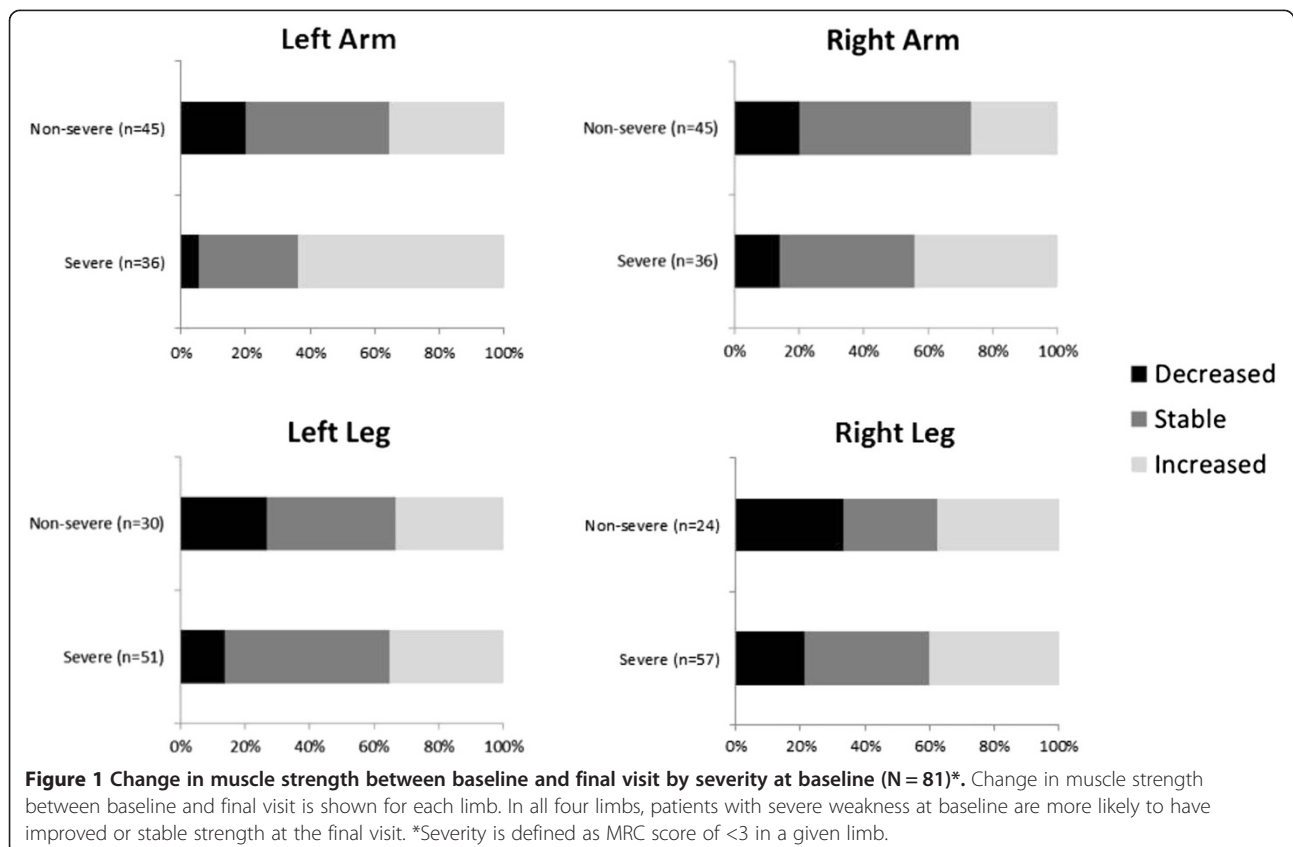 Left Arm
Non-severe (n=45)
Severe (n=36)
0% 20% 40% 60% 80% 100%
Right Arm
Non-severe (n=45)
Severe (n=36)
0% 20% 40% 60% 80% 100%
Decreased
Stable
Increased
Left Leg
Non-severe (n=30)
Severe (n=51)
0% 20% 40% 60% 80% 100%
Right Leg
Non-severe (n=24)
Severe (n=57)
0% 20% 40% 60% 80% 100%
Figure 1 Change in muscle strength between baseline and final visit by severity at baseline (N = 81)*. Change in muscle strength
between baseline and final visit is shown for each limb. In all four limbs, patients with severe weakness at baseline are more likely to have
improved or stable strength at the final visit. *Severity is defined as MRC score of <3 in a given limb.